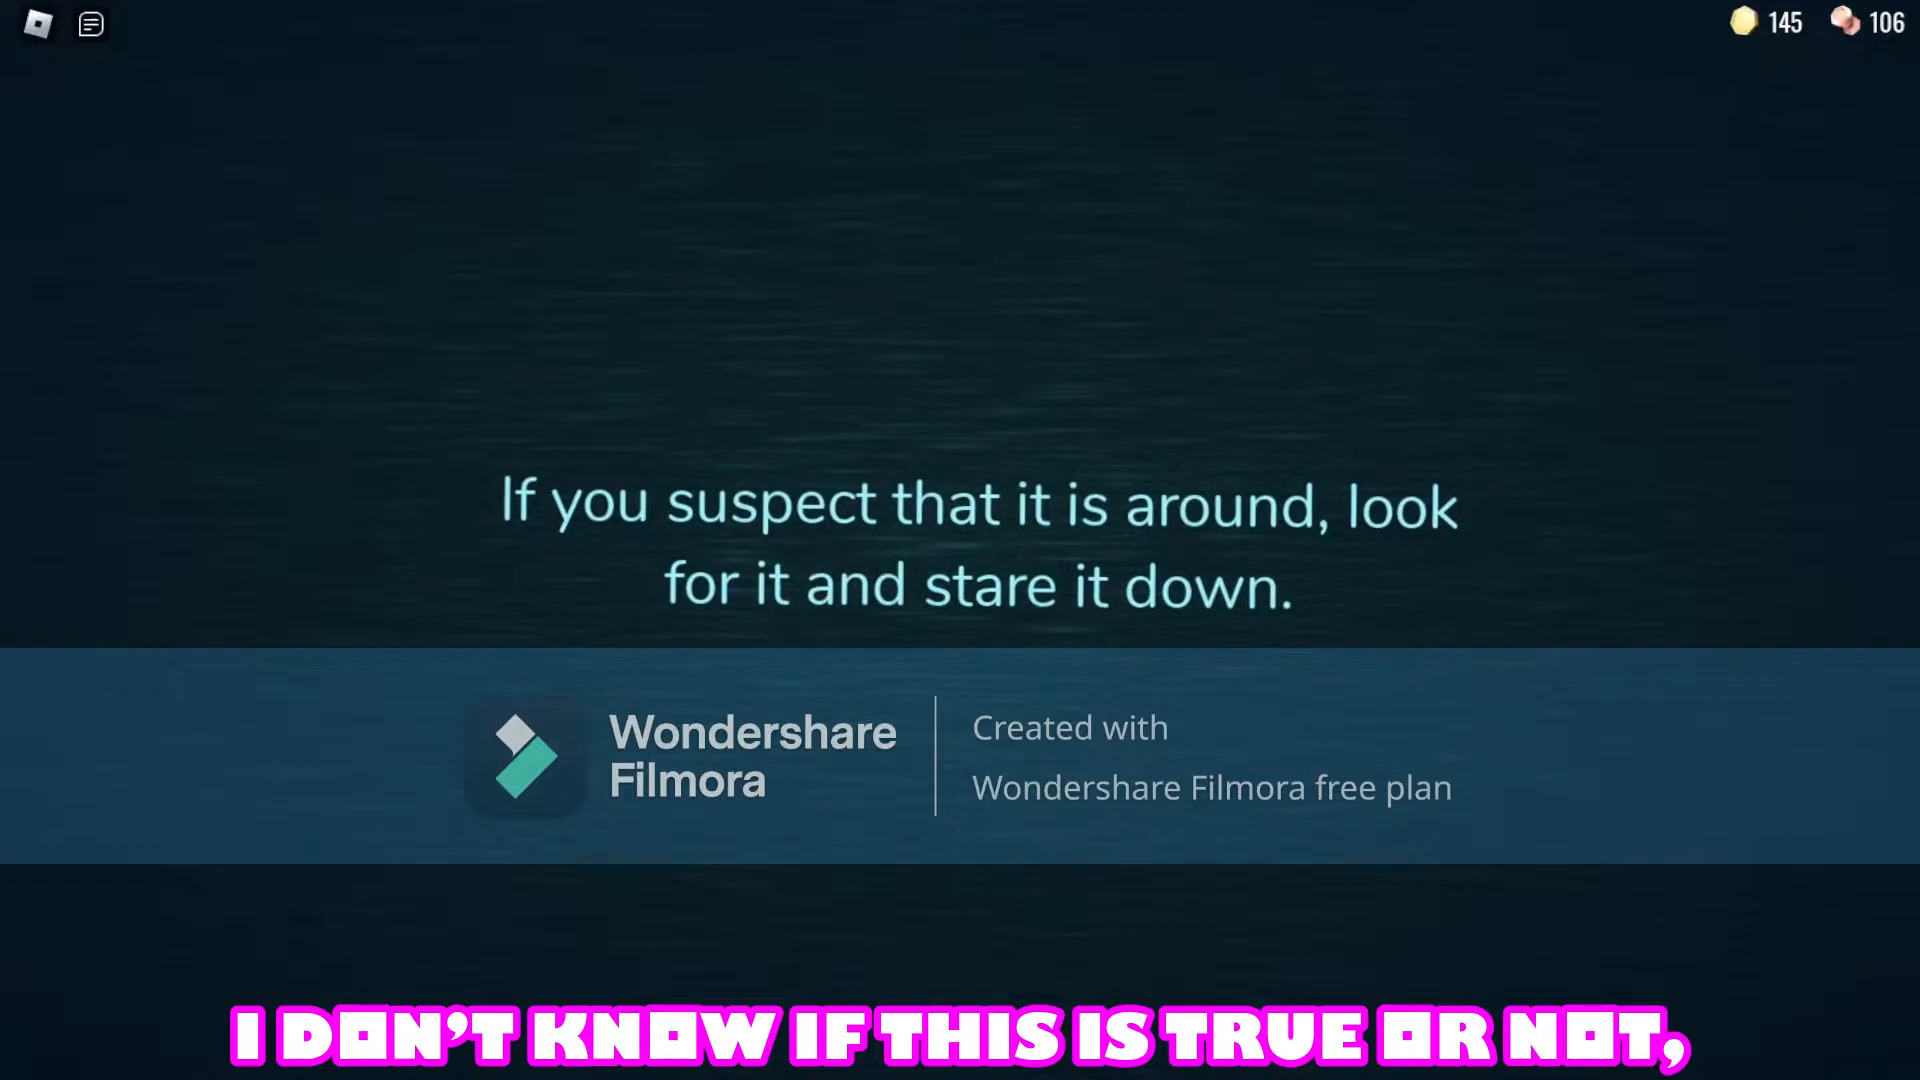 145 106
If you suspect that it is around, look
for it and stare it down.
Wondershare
Filmora
Created with
Wondershare Filmora free plan
I DON'T KNOW IF THIS IS TRUE OR NOT,